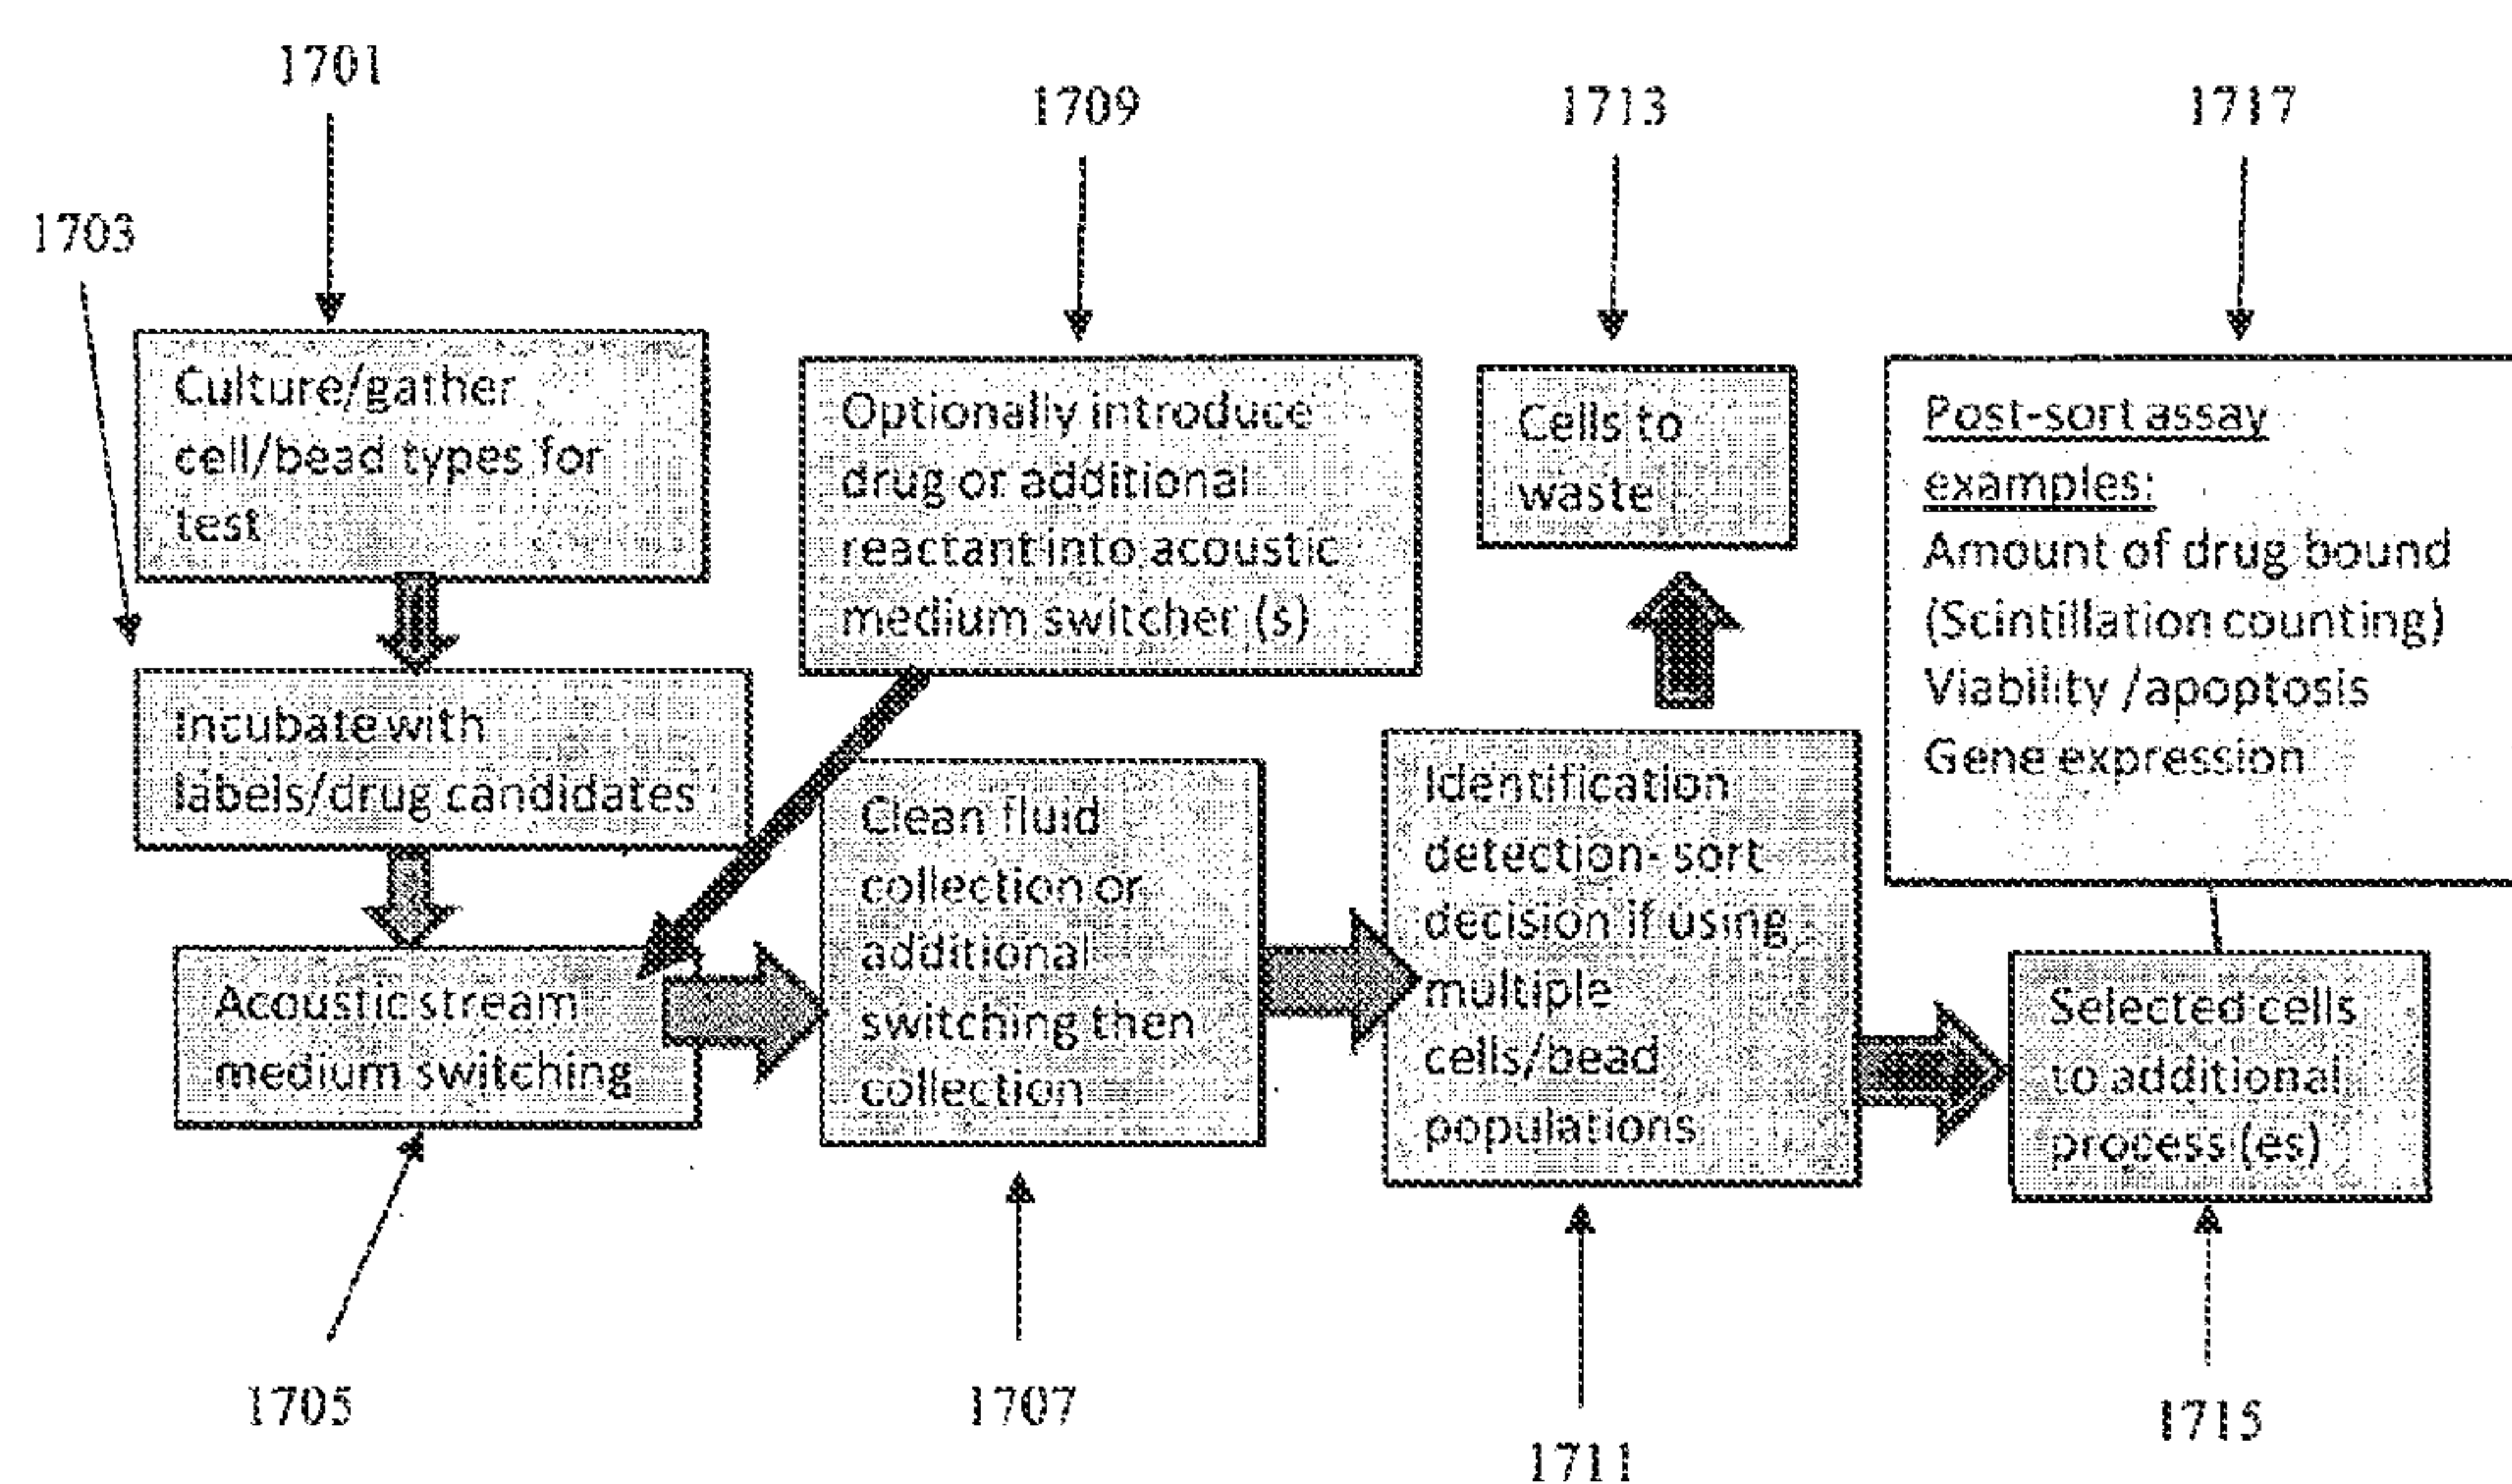 1701
1709
1713
1717
1703
Culture/gather
cell/bead types for
test
Optionally introduce
drug or additional
reactant into acoustic
medium switcher (s)
Cells to
waste
Post-sort assay
examples:
Amount of drug bound
(Scintillation counting)
Viability /apoptosis
Gene expression
Incubate with
labels/drug candidates
Clean fluid
collection or
additional
switching then
collection
Identification
detection- sort
decision if using
multiple
cells/bead
populations
Acoustic stream
medium switching
Selected cells
to additional
process (es)
1705
1707
1711
1715